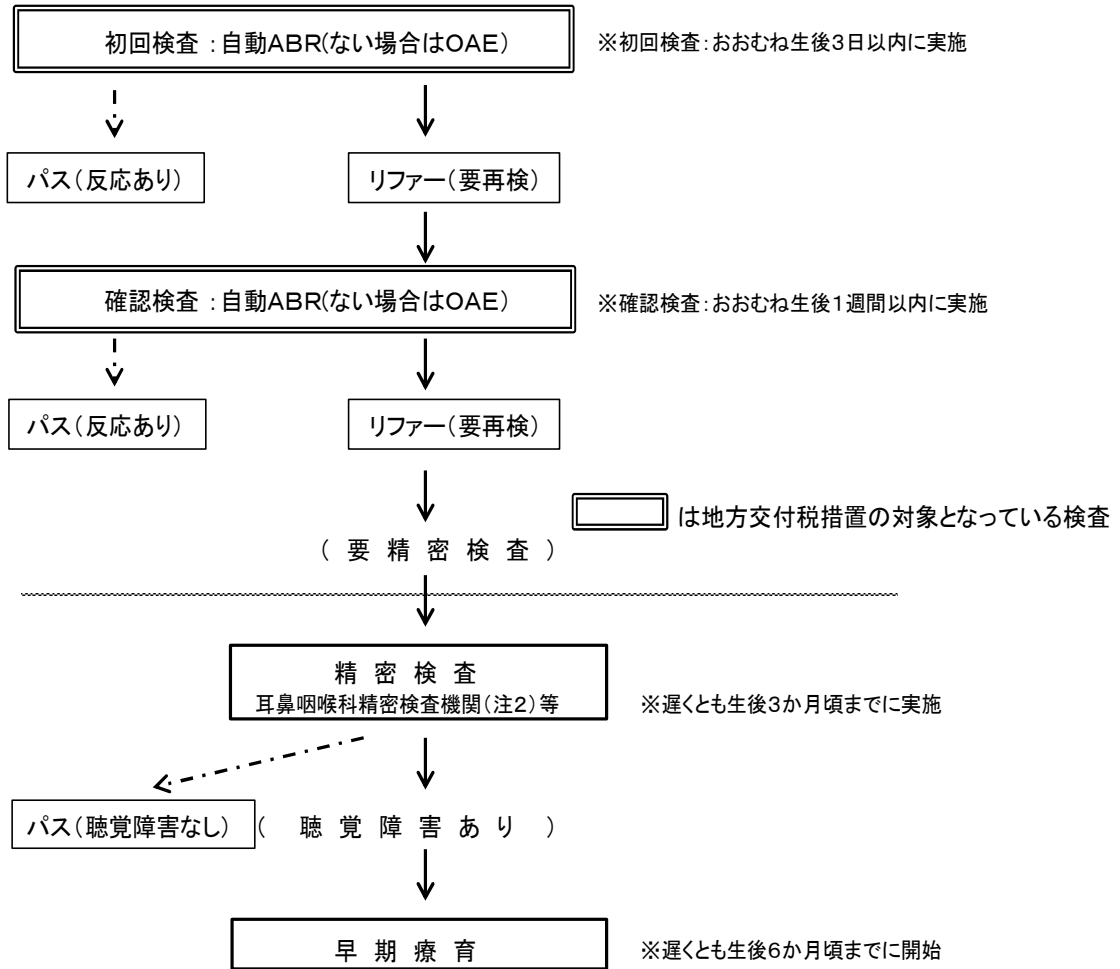 初回検査：自動ABR(ない場合はOAE)
※初回検査：おおむね生後3日以内に実施
パス（反応あり）
リファー（要再検）
確認検査：自動ABR(ない場合はOAE)
※確認検査：おおむね生後1週間以内に実施
パス（反応あり）
リファー（要再検）
は地方交付税措置の対象となっている検査
（要精密検査）
精密検査
耳鼻咽喉科精密検査機関（注2）等
※遅くとも生後3か月頃までに実施
パス（聴覚障害なし）
（聴覚障害あり）
早期療育
※遅くとも生後6か月頃までに開始